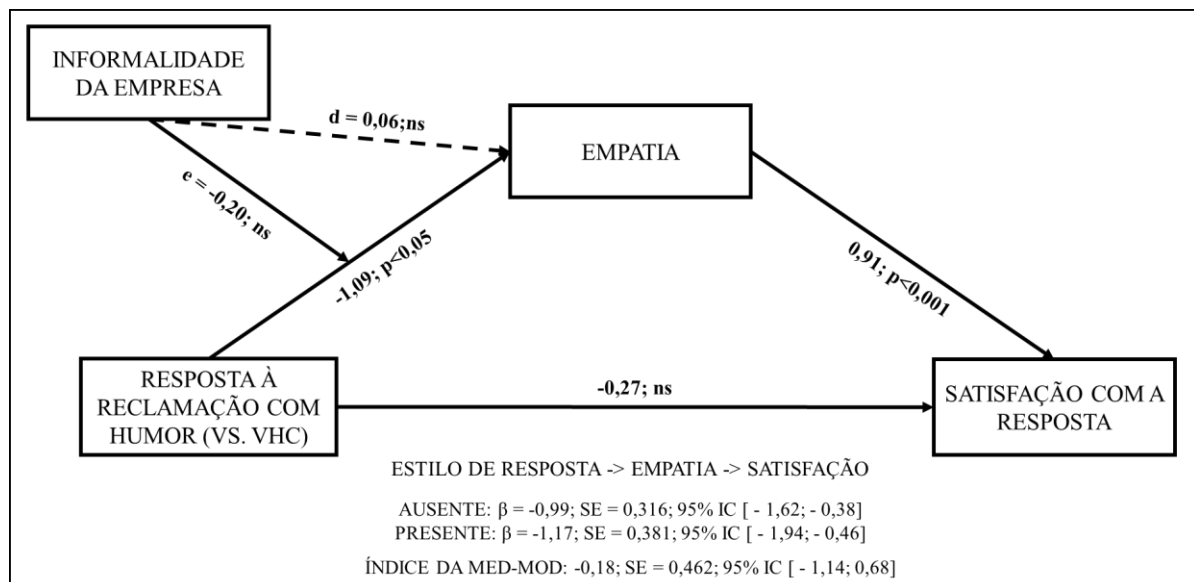 INFORMALIDADE
DA EMPRESA
d = 0,06;ns
EMPATIA
e = -0,20; ns
-1,09; p<0,05
0,91; p<0,001
RESPOSTA À
RECLAMAÇÃO COM
HUMOR (VS. VHC)
-0,27; ns
SATISFAÇÃO COM A
RESPOSTA
ESTILO DE RESPOSTA -> EMPATIA -> SATISFAÇÃO
AUSENTE: β = -0,99; SE = 0,316; 95% IC [ - 1,62; - 0,38]
PRESENTE: β = -1,17; SE = 0,381; 95% IC [ - 1,94; - 0,46]
ÍNDICE DA MED-MOD: -0,18; SE = 0,462; 95% IC [ - 1,14; 0,68]